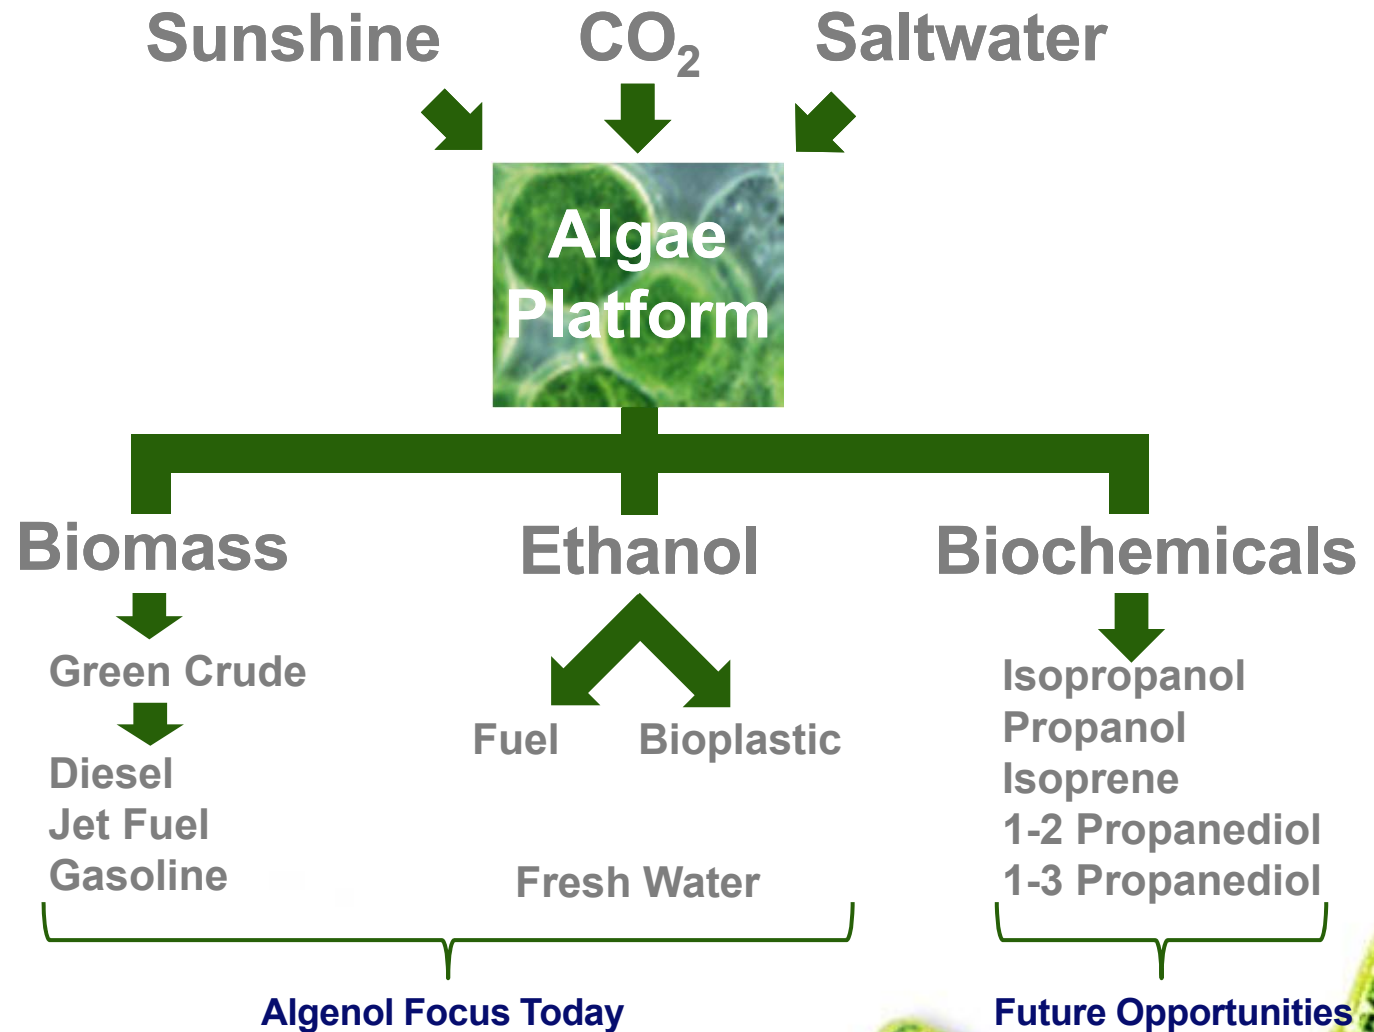 Sunshine
CO₂
Saltwater
Algae
Platform
Biomass
Green Crude
Diesel
Jet Fuel
Gasoline
Ethanol
Fuel
Bioplastic
Fresh Water
Biochemicals
Isopropanol
Propanol
Isoprene
1-2 Propanediol
1-3 Propanediol
Algenol Focus Today
Future Opportunities